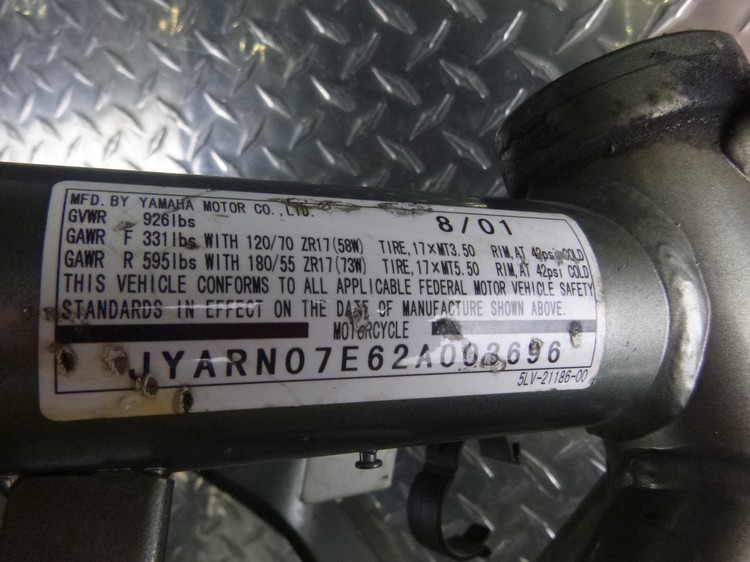 MFD. BY YAMAHA MOTOR CO., LTD.
8/01
GVWR 926lbs
GAWR F 331lbs WITH 120/70 ZR17(58W) TIRE, 17×MT3.50 RIM, AT 42psi COLD
GAWR R 595lbs WITH 180/55 ZR17(73W) TIRE, 17×MT5.50 RIM, AT 42psi COLD
THIS VEHICLE CONFORMS TO ALL APPLICABLE FEDERAL MOTOR VEHICLE SAFETY
STANDARDS IN EFFECT ON THE DATE OF MANUFACTURE SHOWN ABOVE.
MOTORCYCLE
JYARN07E62A003696
5LV-21186-00